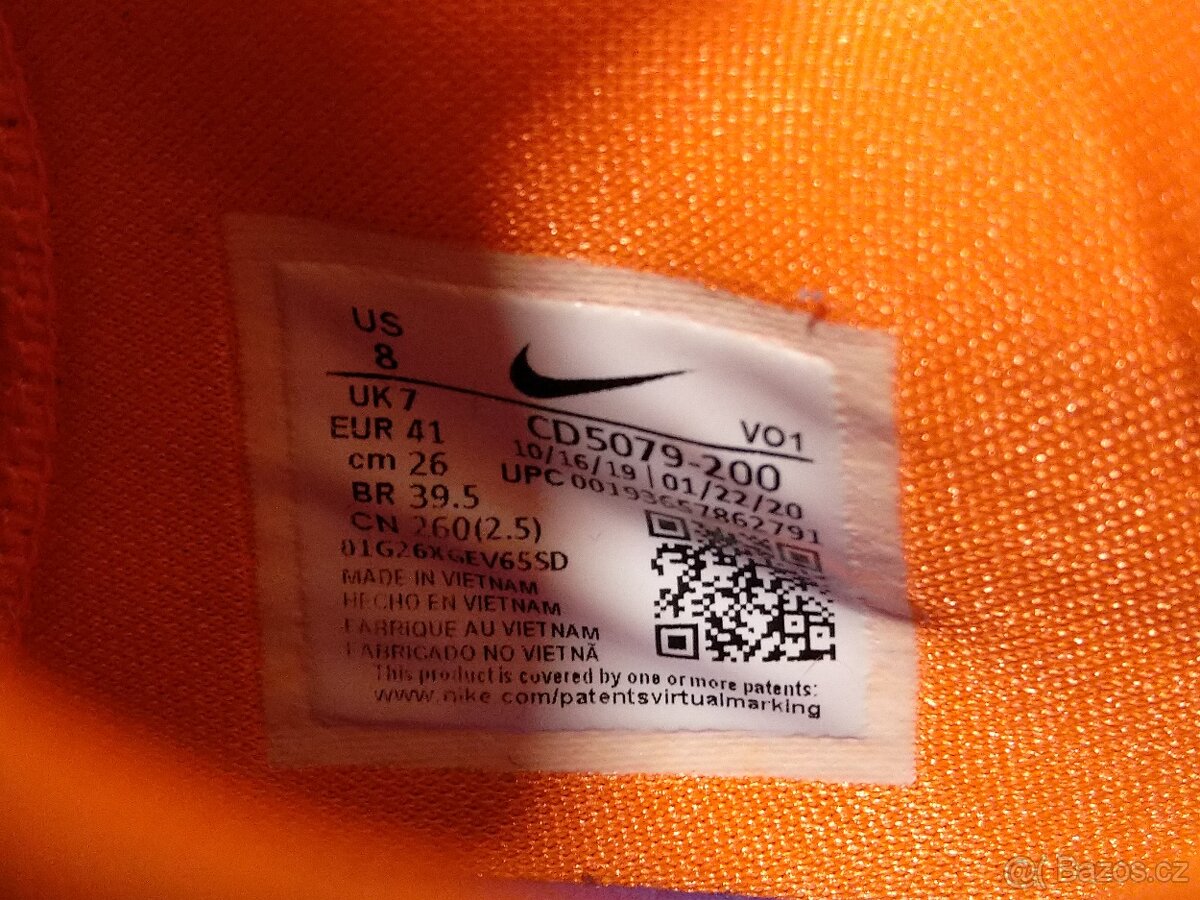 US
8
UK 7
EUR 41
cm 26
BR 39.5
CN 260(2.5)
01G26XGEV65SD
VO1
CD5079-200
10/16/19 | 01/22/20
UPC 00193657862791
MADE IN VIETNAM
HECHO EN VIETNAM
FABRIQUE AU VIETNAM
FABRICADO NO VIETNÃ
This product is covered by one or more patents:
www.nike.com/patentsvirtualmarking
Bazos.cz